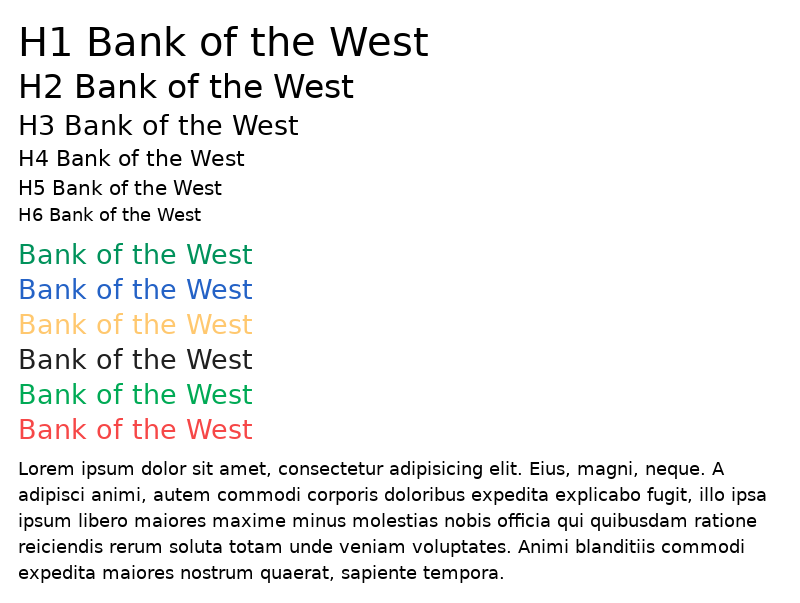 H1 Bank of the West
H2 Bank of the West
H3 Bank of the West
H4 Bank of the West
H5 Bank of the West
H6 Bank of the West
Bank of the West
Bank of the West
Bank of the West
Bank of the West
Bank of the West
Bank of the West
Lorem ipsum dolor sit amet, consectetur adipisicing elit. Eius, magni, neque. A
adipisci animi, autem commodi corporis doloribus expedita explicabo fugit, illo ipsa
ipsum libero maiores maxime minus molestias nobis officia qui quibusdam ratione
reiciendis rerum soluta totam unde veniam voluptates. Animi blanditiis commodi
expedita maiores nostrum quaerat, sapiente tempora.